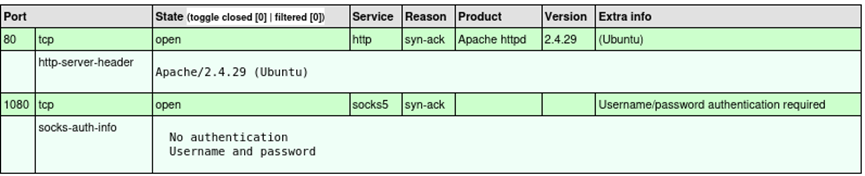 Port State (toggle closed [0] | filtered [0]) Service Reason Product Version Extra info
80 tcp open http syn-ack Apache httpd 2.4.29 (Ubuntu)
http-server-header
Apache/2.4.29 (Ubuntu)
1080 tcp open socks5 syn-ack Username/password authentication required
socks-auth-info
No authentication
Username and password